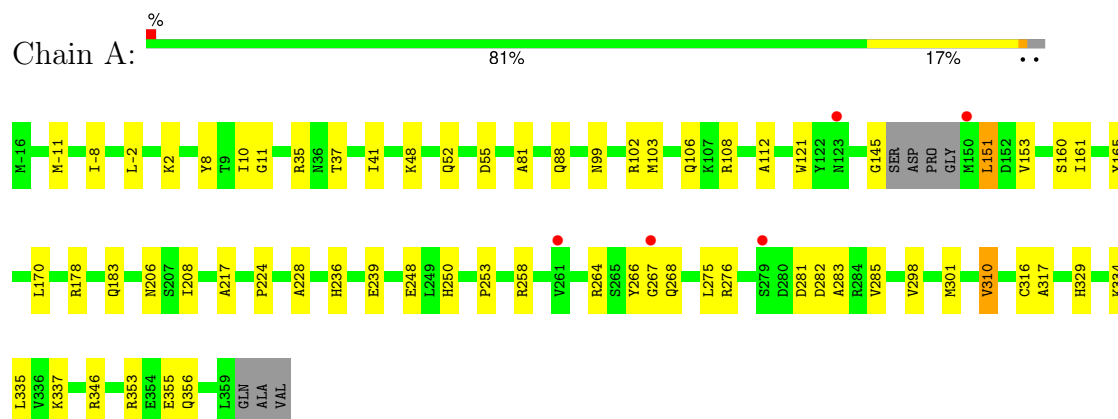 %
Chain A:
81% 17% • •
M-16 M-11 I-8 L-2 K2 Y8 T9 I10 G11 R35 N36 T37 I41 K48 Q52 D55 A81 Q88 N99 R102 M103 Q106 K107 R108 A112 W121 Y122 N123 G145 SER ASP PRO GLY M150 L151 D152 V153 S160 I161
L170 R178 Q183 N206 S207 I208 A217 P224 A228 H236 E239 E248 L249 H250 P253 R258 V261 R264 S265 Y266 G267 Q268 L275 R276 S279 D280 D281 D282 A283 R284 V285 V298 M301 V310 C316 A317 H329
L335 V336 K337 R346 R353 E354 E355 Q356 L359 GLN ALA VAL